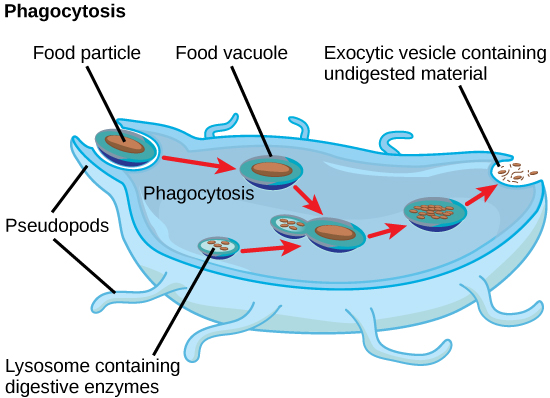 Phagocytosis
Food particle
Food vacuole
Exocytic vesicle containing
undigested material
Phagocytosis
Pseudopods
Lysosome containing
digestive enzymes